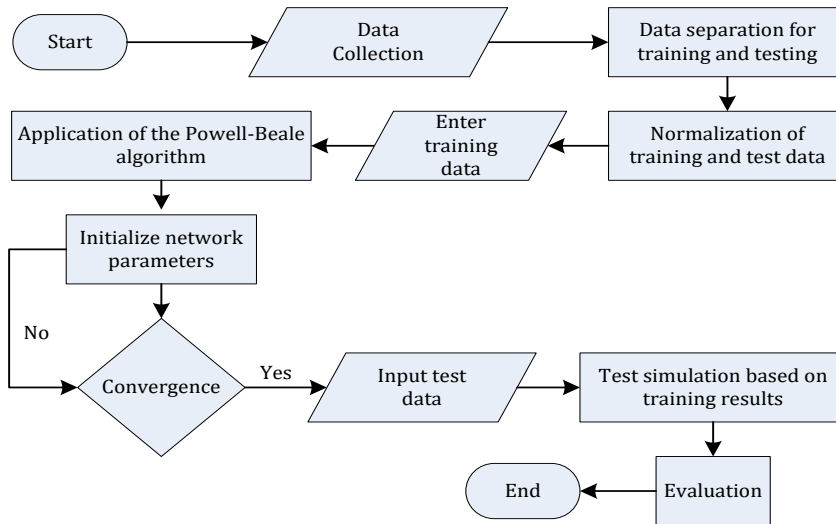 Start
Data
Collection
Data separation for
training and testing
Application of the Powell-Beale
algorithm
Enter
training
data
Normalization of
training and test data
Initialize network
parameters
No
Convergence
Yes
Input test
data
Test simulation based on
training results
End
Evaluation